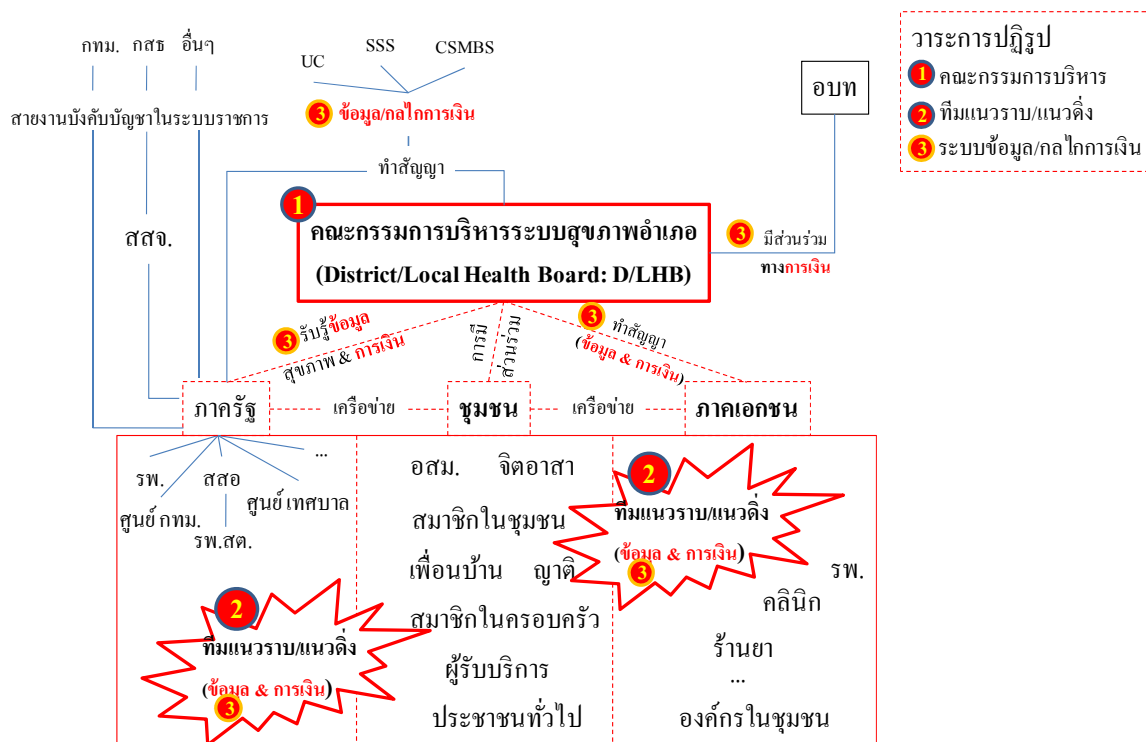 กทม. กสธ อื่นๆ
สายงานบังคับบัญชาในระบบราชการ
สสจ.
UC SSS CSMBS
3 ข้อมูล/กลไกการเงิน
ทำสัญญา
อบท
วาระการปฏิรูป
1 คณะกรรมการบริหาร
2 ทีมแนวราบ/แนวดิ่ง
3 ระบบข้อมูล/กลไกการเงิน
1
คณะกรรมการบริหารระบบสุขภาพอำเภอ
(District/Local Health Board: D/LHB)
3 มีส่วนร่วม
ทางการเงิน
3 รับรู้ข้อมูล
สุขภาพ & การเงิน
การมี
ส่วนร่วม
3 ทำสัญญา
(ข้อมูล & การเงิน)
ภาครัฐ เครือข่าย ชุมชน เครือข่าย ภาคเอกชน
รพ. สสอ ...
ศูนย์ กทม. ศูนย์ เทศบาล
รพ.สต.
2
ทีมแนวราบ/แนวดิ่ง
(ข้อมูล & การเงิน)
3
อสม. จิตอาสา
สมาชิกในชุมชน
เพื่อนบ้าน ญาติ
สมาชิกในครอบครัว
ผู้รับบริการ
ประชาชนทั่วไป
2
ทีมแนวราบ/แนวดิ่ง
(ข้อมูล & การเงิน)
3
รพ.
คลินิก
ร้านยา
...
องค์กรในชุมชน